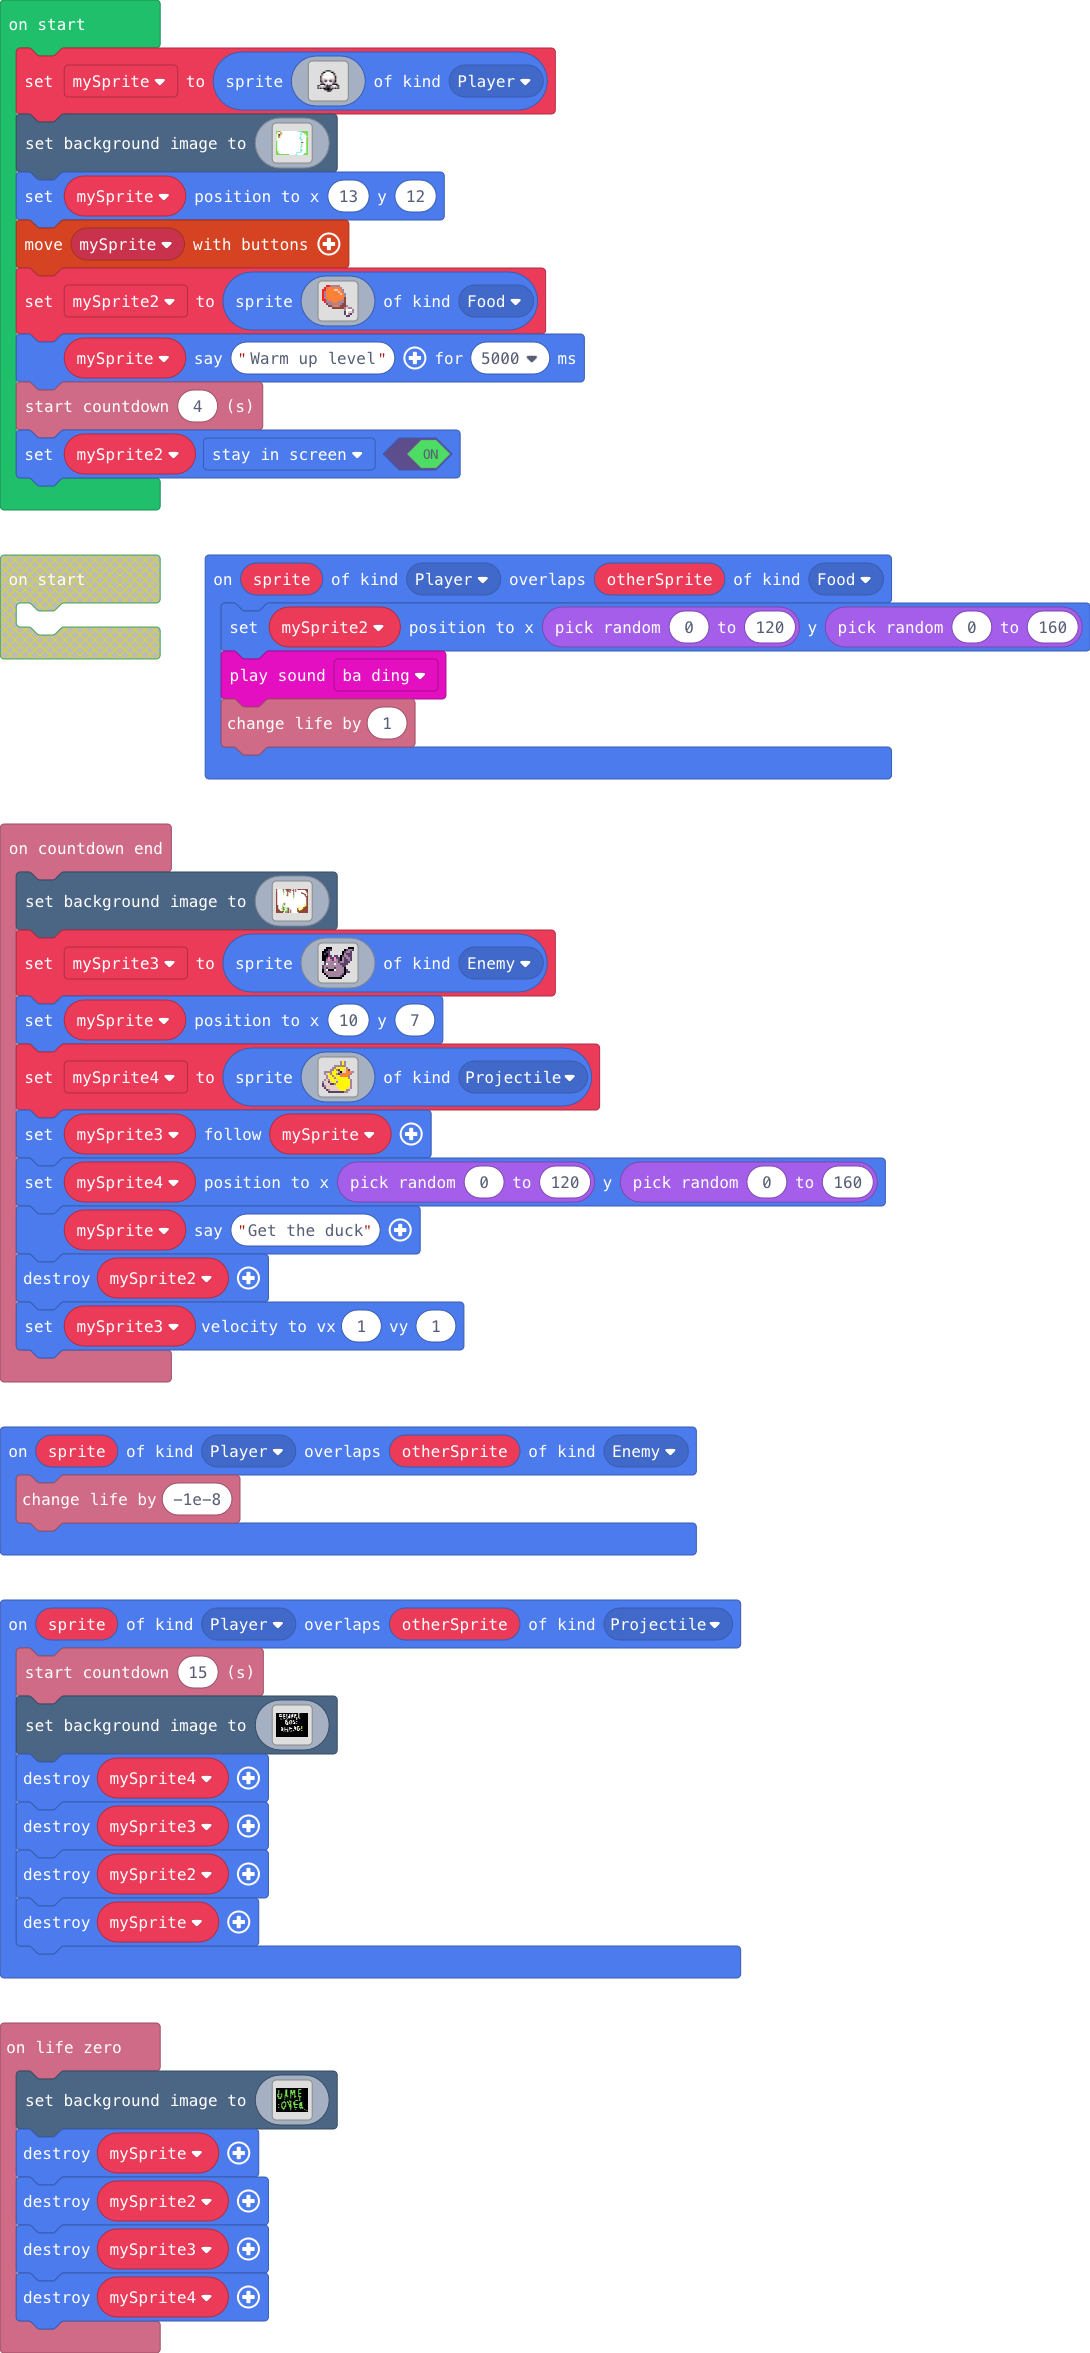 on start
set mySprite to sprite of kind Player
set background image to
set mySprite position to x 13 y 12
move mySprite with buttons
set mySprite2 to sprite of kind Food
mySprite say "Warm up level" for 5000 ms
start countdown 4 (s)
set mySprite2 stay in screen ON
on start
on sprite of kind Player overlaps otherSprite of kind Food
set mySprite2 position to x pick random 0 to 120 y pick random 0 to 160
play sound ba ding
change life by 1
on countdown end
set background image to
set mySprite3 to sprite of kind Enemy
set mySprite position to x 10 y 7
set mySprite4 to sprite of kind Projectile
set mySprite3 follow mySprite
set mySprite4 position to x pick random 0 to 120 y pick random 0 to 160
mySprite say "Get the duck"
destroy mySprite2
set mySprite3 velocity to vx 1 vy 1
on sprite of kind Player overlaps otherSprite of kind Enemy
change life by -1e-8
on sprite of kind Player overlaps otherSprite of kind Projectile
start countdown 15 (s)
set background image to
destroy mySprite4
destroy mySprite3
destroy mySprite2
destroy mySprite
on life zero
set background image to
GAME
OVER
destroy mySprite
destroy mySprite2
destroy mySprite3
destroy mySprite4